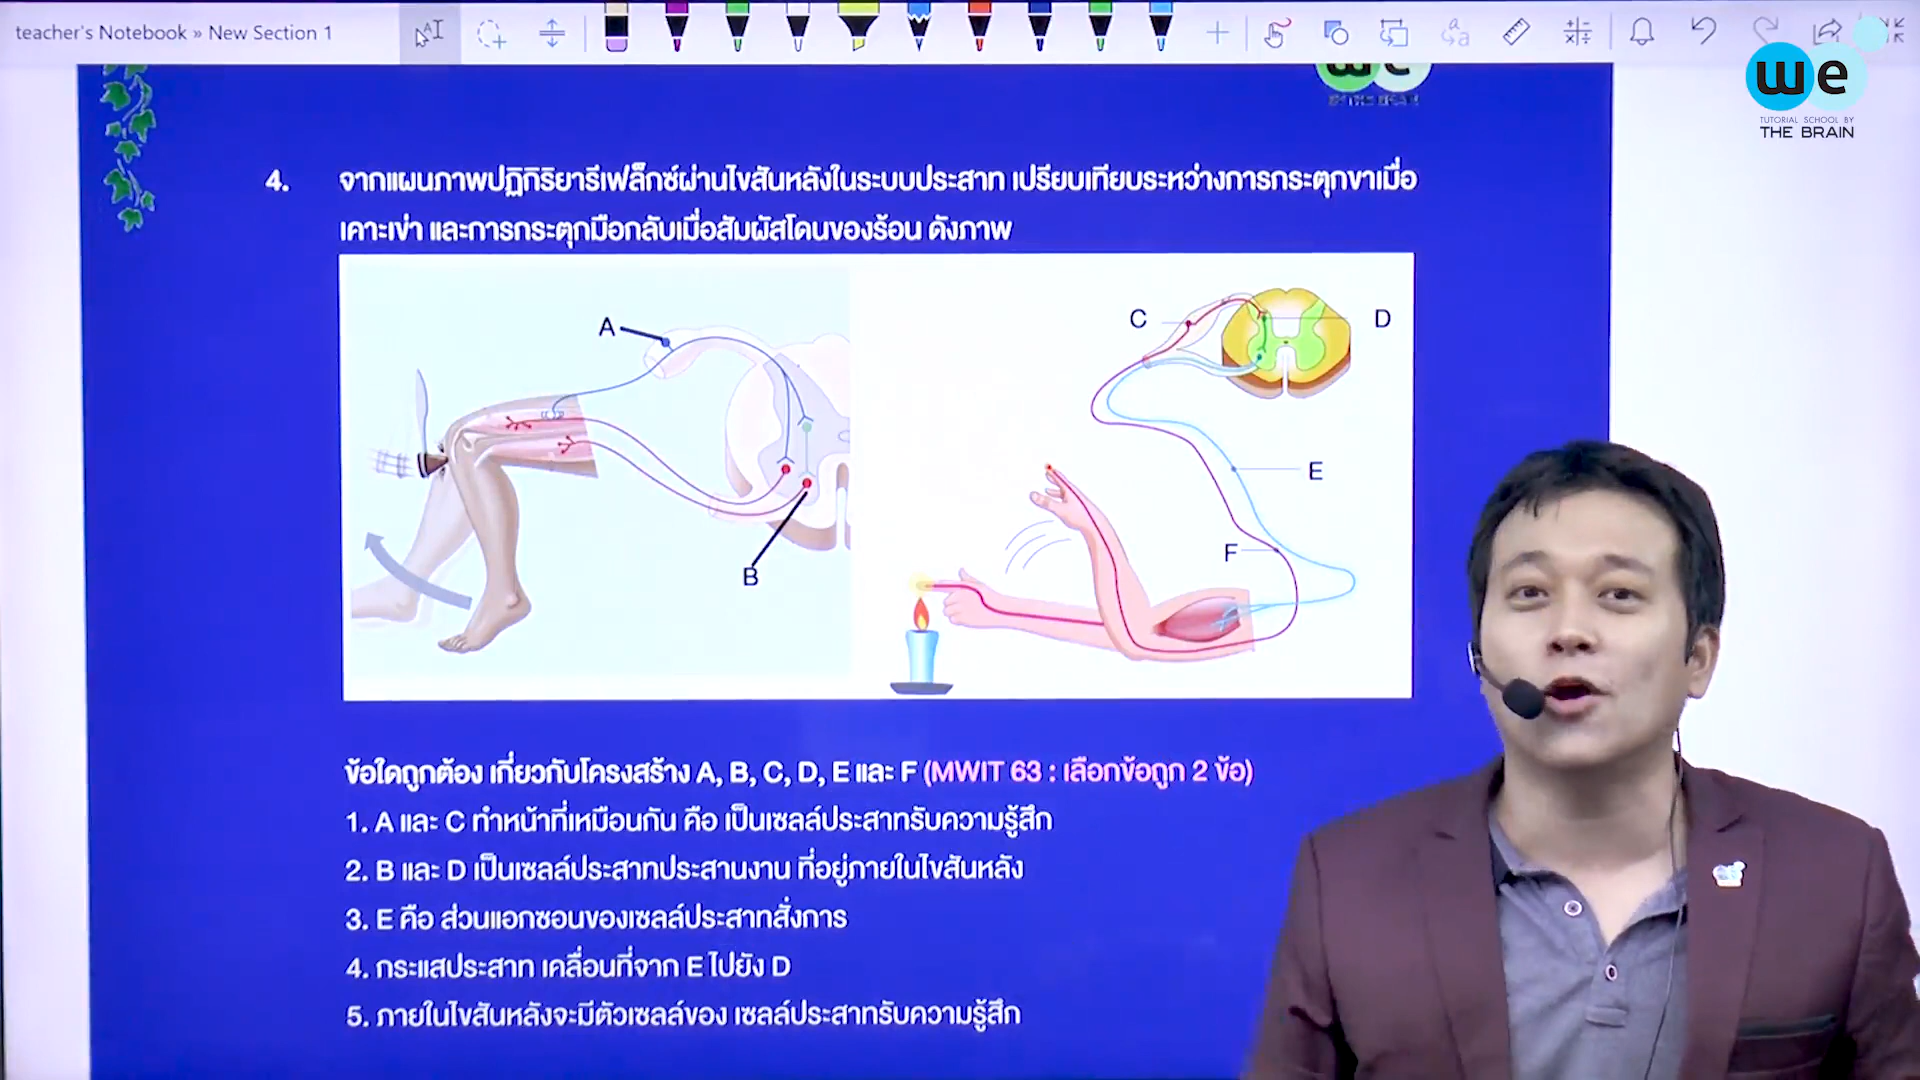 teacher's Notebook » New Section 1
we
TUTORIAL SCHOOL BY
THE BRAIN
we
BY THE BRAIN
4. จากแผนภาพปฏิกิริยารีเฟล็กซ์ผ่านไขสันหลังในระบบประสาท เปรียบเทียบระหว่างการกระตุกขาเมื่อ
เคาะเข่า และการกระตุกมือกลับเมื่อสัมผัสโดนของร้อน ดังภาพ
A
C
D
E
F
B
ข้อใดถูกต้อง เกี่ยวกับโครงสร้าง A, B, C, D, E และ F (MWIT 63 : เลือกข้อถูก 2 ข้อ)
1. A และ C ทำหน้าที่เหมือนกัน คือ เป็นเซลล์ประสาทรับความรู้สึก
2. B และ D เป็นเซลล์ประสาทประสานงาน ที่อยู่ภายในไขสันหลัง
3. E คือ ส่วนแอกซอนของเซลล์ประสาทสั่งการ
4. กระแสประสาท เคลื่อนที่จาก E ไปยัง D
5. ภายในไขสันหลังจะมีตัวเซลล์ของ เซลล์ประสาทรับความรู้สึก